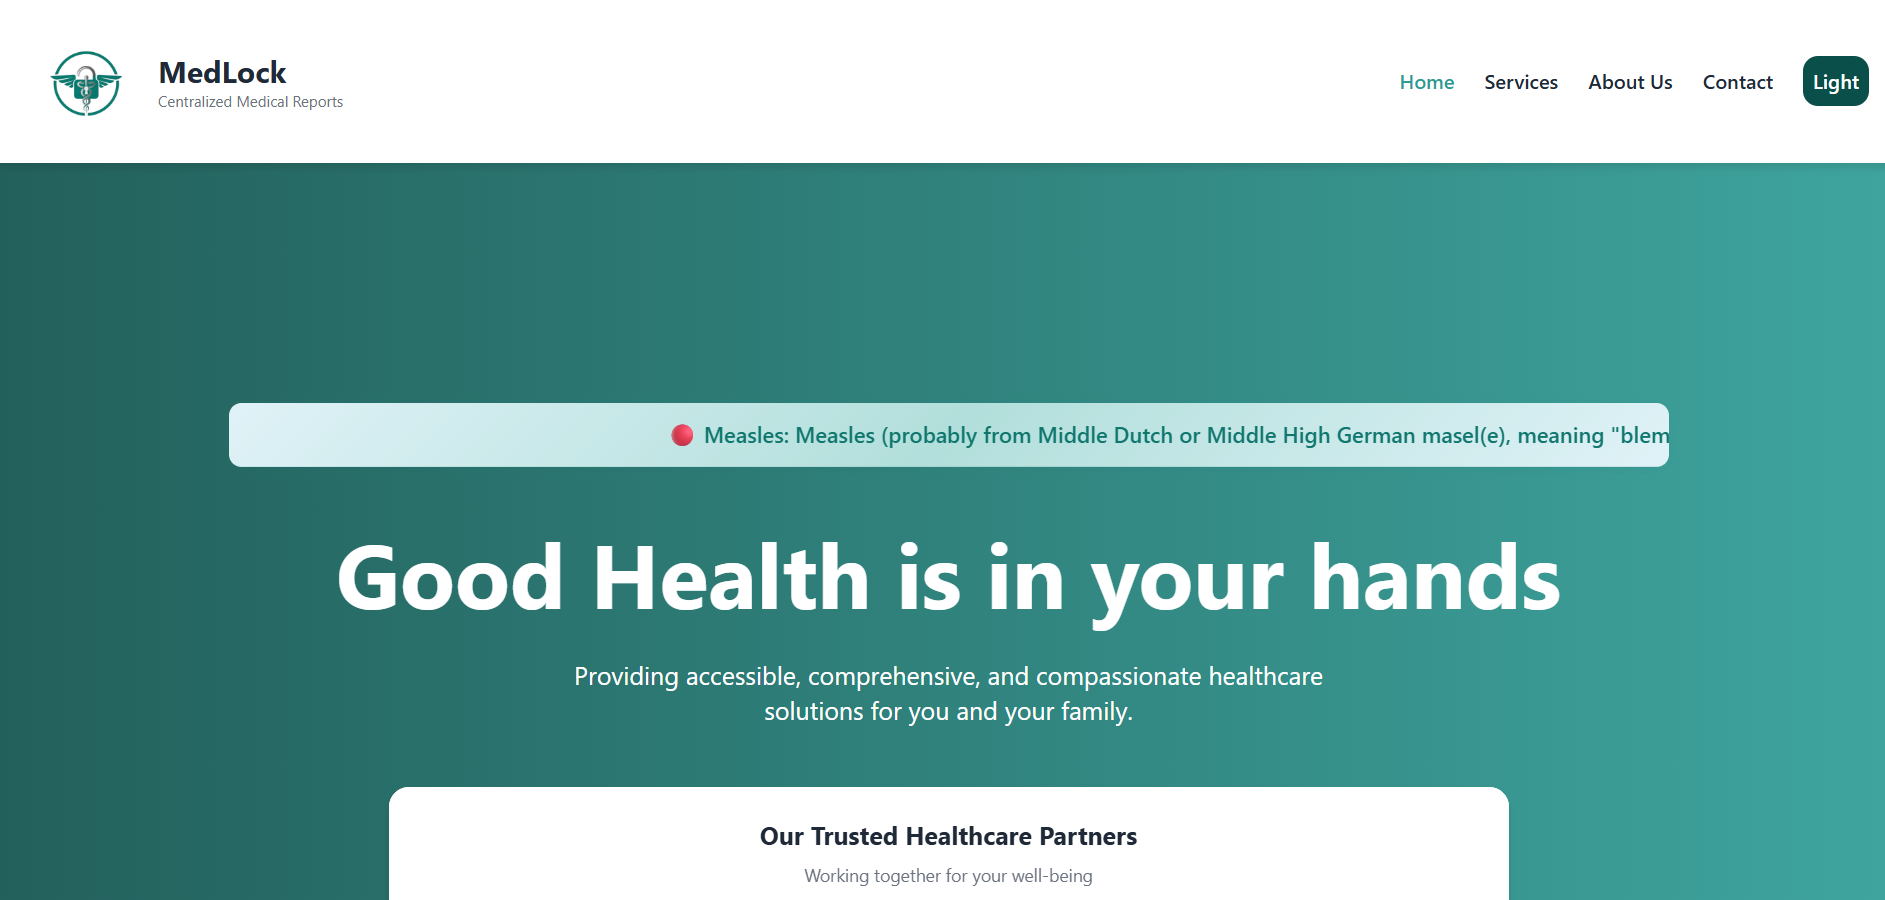 MedLock
Centralized Medical Reports
Home
Services
About Us
Contact
Light
Measles: Measles (probably from Middle Dutch or Middle High German masel(e), meaning "blem
Good Health is in your hands
Providing accessible, comprehensive, and compassionate healthcare
solutions for you and your family.
Our Trusted Healthcare Partners
Working together for your well-being